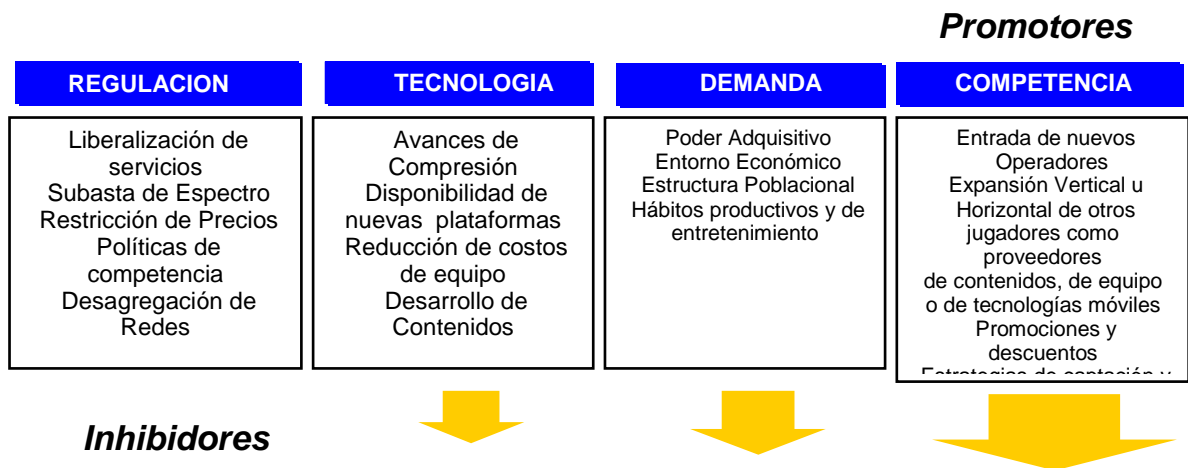 Promotores
REGULACION
Liberalización de
servicios
Subasta de Espectro
Restricción de Precios
Políticas de
competencia
Desagregación de
Redes
TECNOLOGIA
Avances de
Compresión
Disponibilidad de
nuevas plataformas
Reducción de costos
de equipo
Desarrollo de
Contenidos
DEMANDA
Poder Adquisitivo
Entorno Económico
Estructura Poblacional
Hábitos productivos y de
entretenimiento
COMPETENCIA
Entrada de nuevos
Operadores
Expansión Vertical u
Horizontal de otros
jugadores como
proveedores
de contenidos, de equipo
o de tecnologías móviles
Promociones y
descuentos
Estrategias de captación y
Inhibidores